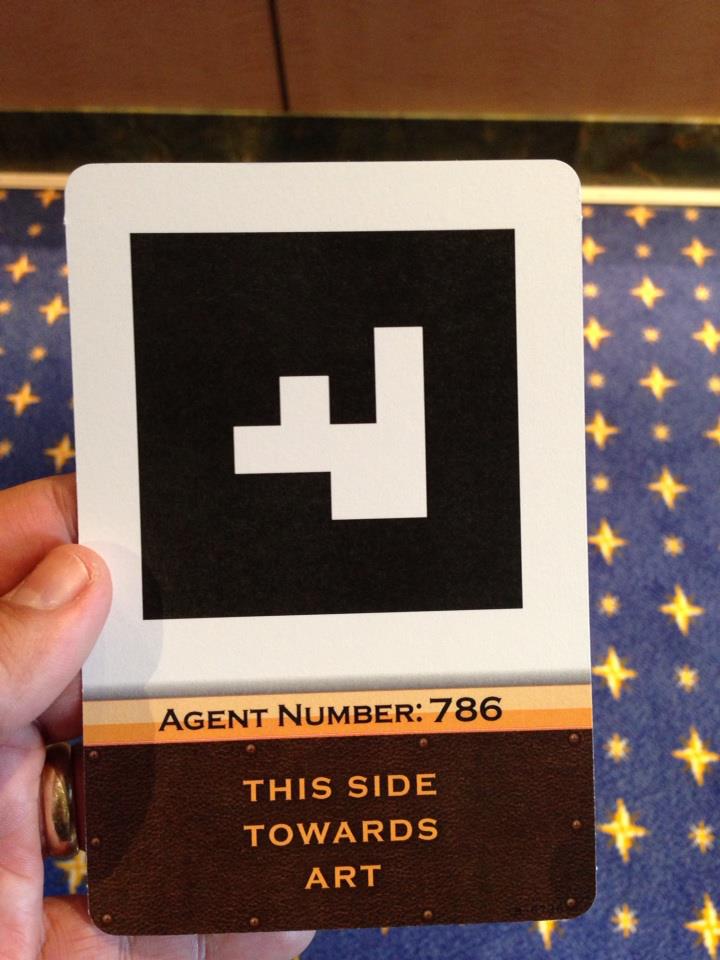 AGENT NUMBER: 786
THIS SIDE
TOWARDS
ART